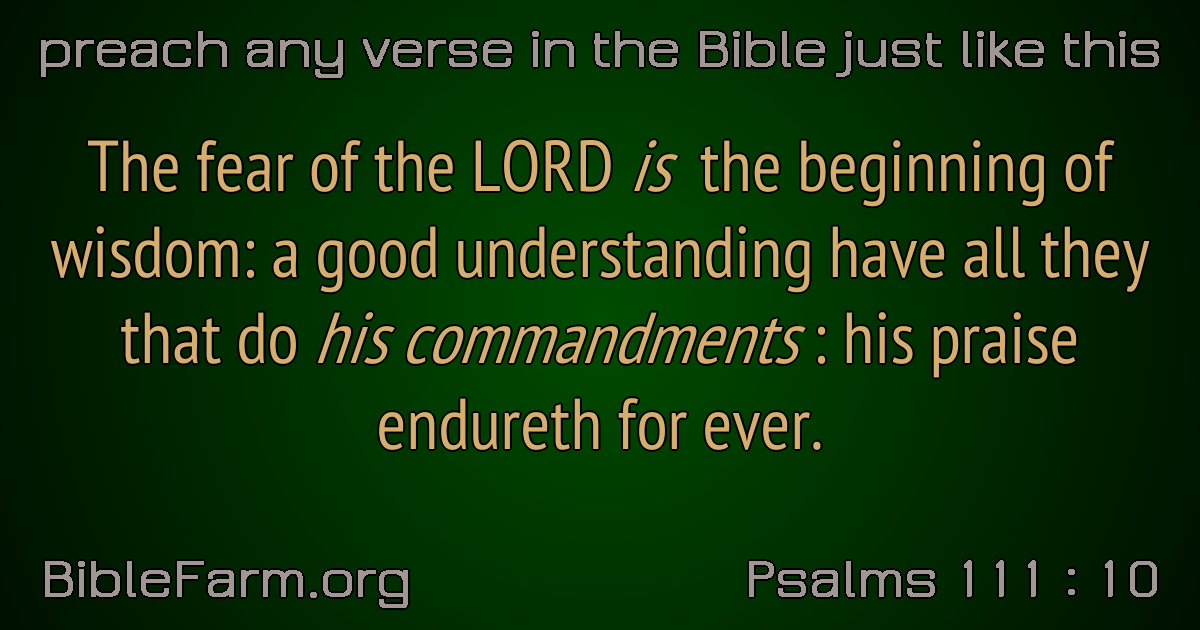 preach any verse in the Bible just like this
The fear of the LORD is the beginning of
wisdom: a good understanding have all they
that do his commandments : his praise
endureth for ever.
BibleFarm.org
Psalms 111 : 10